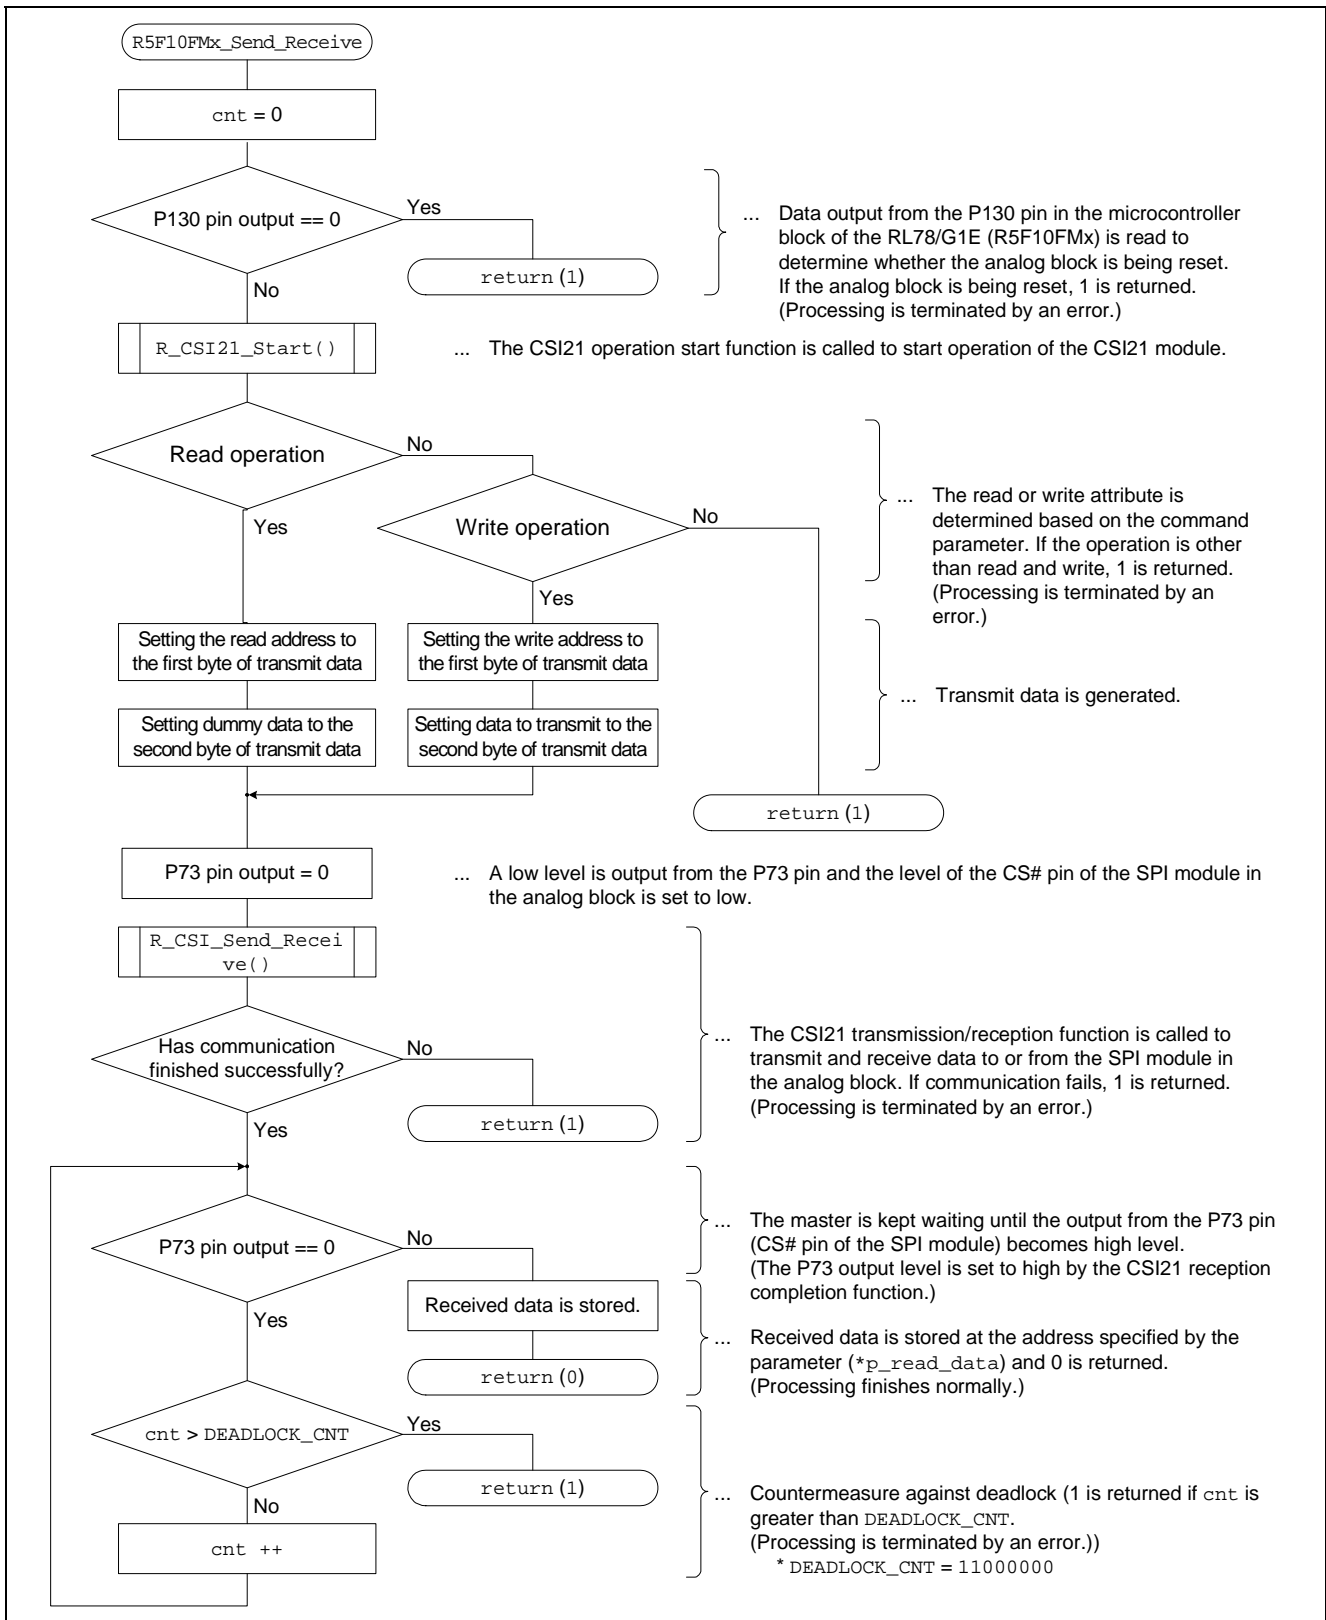 R5F10FMx_Send_Receive
cnt = 0
P130 pin output == 0
Yes
return (1)
No
... Data output from the P130 pin in the microcontroller
block of the RL78/G1E (R5F10FMx) is read to
determine whether the analog block is being reset.
If the analog block is being reset, 1 is returned.
(Processing is terminated by an error.)
R_CSI21_Start()
... The CSI21 operation start function is called to start operation of the CSI21 module.
Read operation
No
Yes
Write operation
No
Yes
... The read or write attribute is
determined based on the command
parameter. If the operation is other
than read and write, 1 is returned.
(Processing is terminated by an
error.)
Setting the read address to
the first byte of transmit data
Setting the write address to
the first byte of transmit data
Setting dummy data to the
second byte of transmit data
Setting data to transmit to the
second byte of transmit data
... Transmit data is generated.
return (1)
P73 pin output = 0
... A low level is output from the P73 pin and the level of the CS# pin of the SPI module in
the analog block is set to low.
R_CSI_Send_Recei
ve()
Has communication
finished successfully?
No
return (1)
Yes
... The CSI21 transmission/reception function is called to
transmit and receive data to or from the SPI module in
the analog block. If communication fails, 1 is returned.
(Processing is terminated by an error.)
P73 pin output == 0
No
Yes
... The master is kept waiting until the output from the P73 pin
(CS# pin of the SPI module) becomes high level.
(The P73 output level is set to high by the CSI21 reception
completion function.)
Received data is stored.
return (0)
... Received data is stored at the address specified by the
parameter (*p_read_data) and 0 is returned.
(Processing finishes normally.)
cnt > DEADLOCK_CNT
Yes
return (1)
No
cnt ++
... Countermeasure against deadlock (1 is returned if cnt is
greater than DEADLOCK_CNT.
(Processing is terminated by an error.))
* DEADLOCK_CNT = 11000000